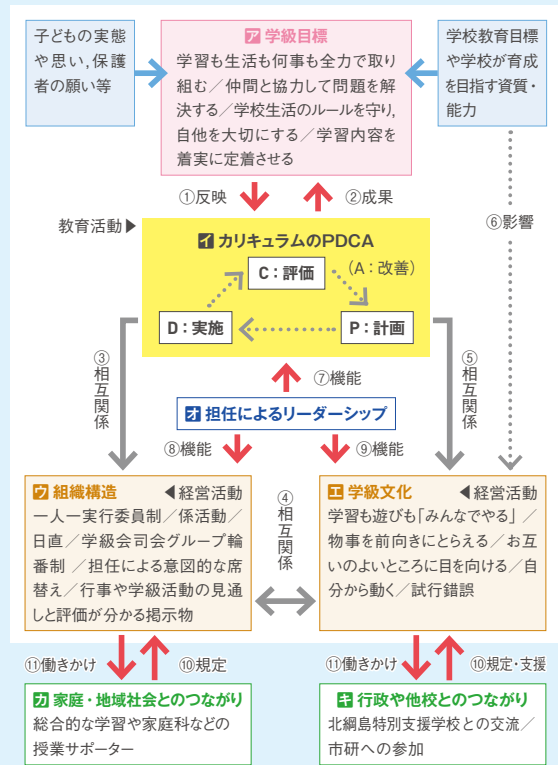 子どもの実態
や思い,保護
者の願い等
ア 学級目標
学習も生活も何事も全力で取り
組む／仲間と協力して問題を解
決する／学校生活のルールを守り,
自他を大切にする／学習内容を
着実に定着させる
学校教育目標
や学校が育成
を目指す資質・
能力
①反映
②成果
⑥影響
教育活動▶
イ カリキュラムのPDCA
C：評価
(A：改善)
D：実施
P：計画
③相互関係
⑤相互関係
⑦機能
オ 担任によるリーダーシップ
⑧機能
⑨機能
ウ 組織構造 ◀経営活動
一人一実行委員制／係活動／
日直／学級会司会グループ輪
番制／担任による意図的な席
替え／行事や学級活動の見通
しと評価が分かる掲示物
④相互関係
エ 学級文化 ◀経営活動
学習も遊びも「みんなでやる」／
物事を前向きにとらえる／お互
いのよいところに目を向ける／自
分から動く／試行錯誤
⑪働きかけ
⑩規定
⑪働きかけ
⑩規定・支援
カ 家庭・地域社会とのつながり
総合的な学習や家庭科などの
授業サポーター
キ 行政や他校とのつながり
北綱島特別支援学校との交流／
市研への参加